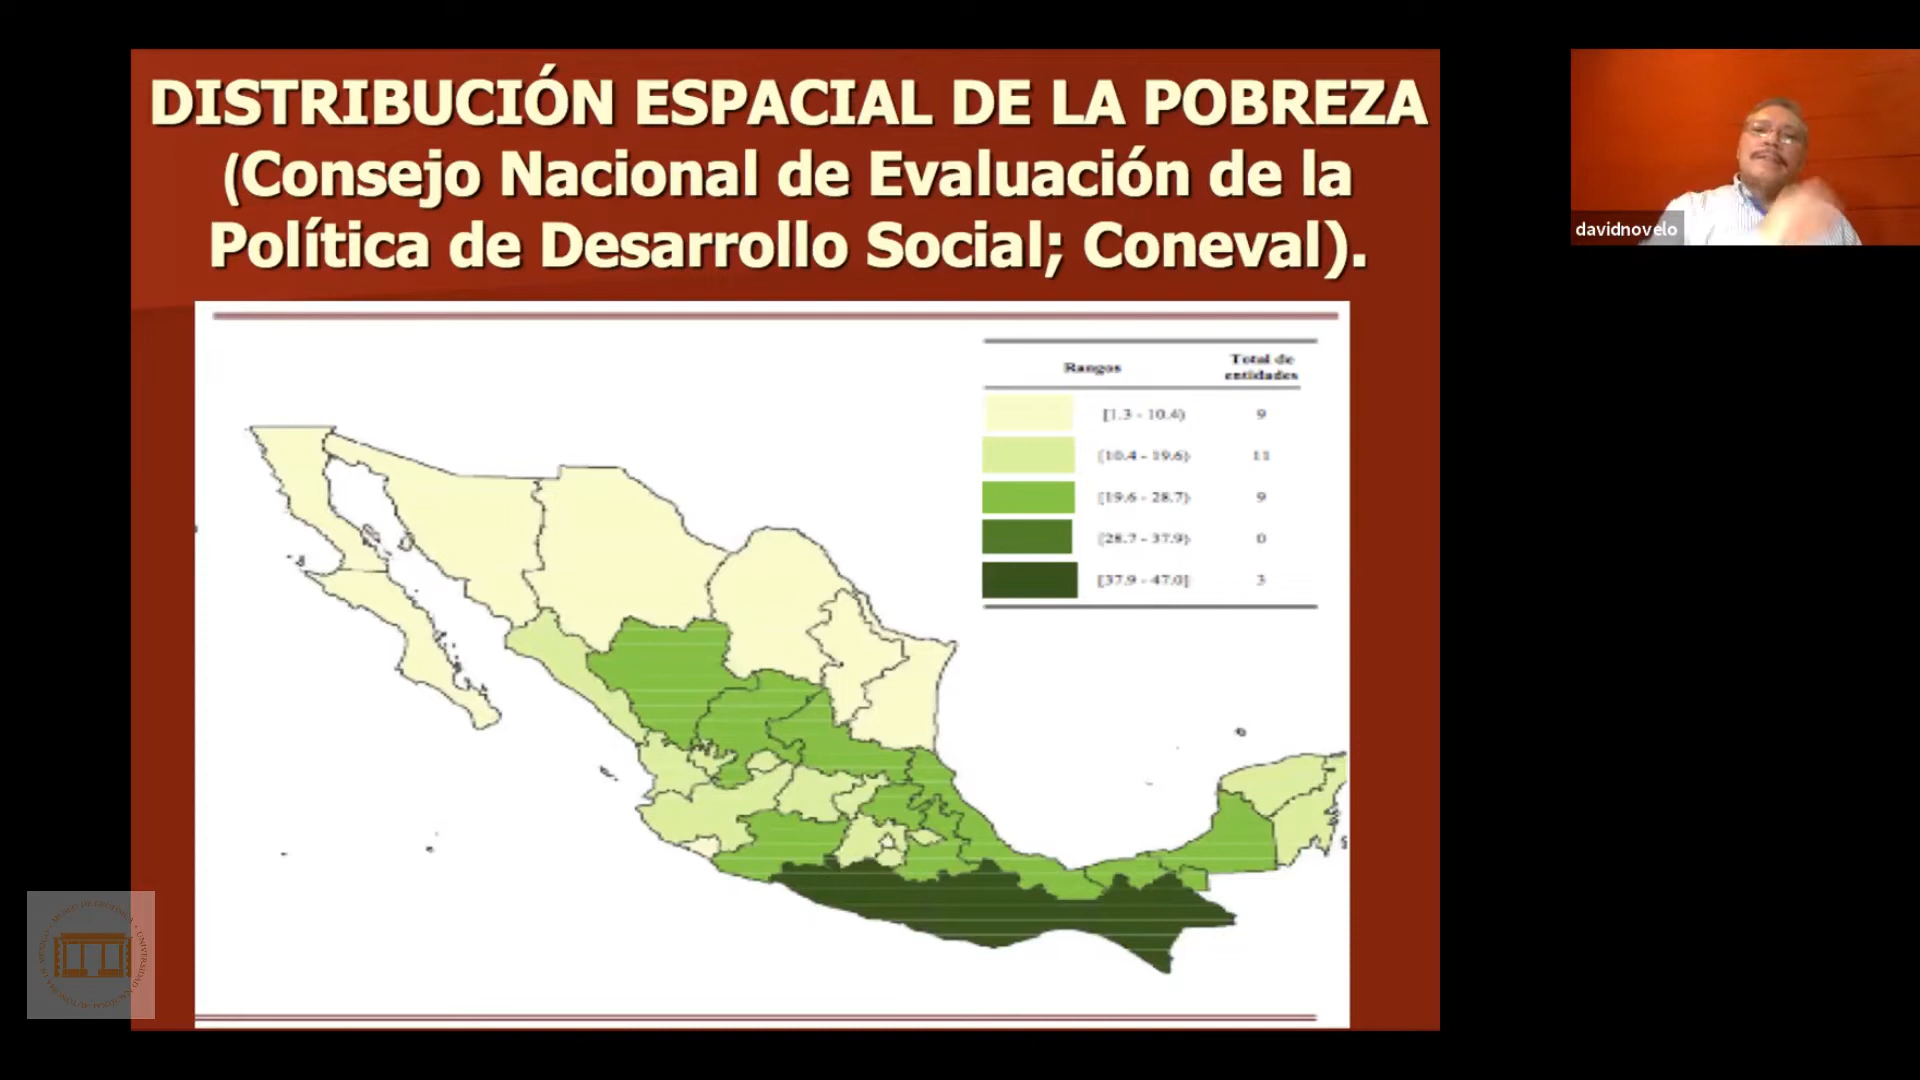 DISTRIBUCIÓN ESPACIAL DE LA POBREZA
(Consejo Nacional de Evaluación de la
Política de Desarrollo Social; Coneval).
davidnovelo
Rangos Total de entidades
[1.3 - 10.4) 9
[10.4 - 19.6) 11
[19.6 - 28.7) 9
[28.7 - 37.9) 0
[37.9 - 47.0] 3